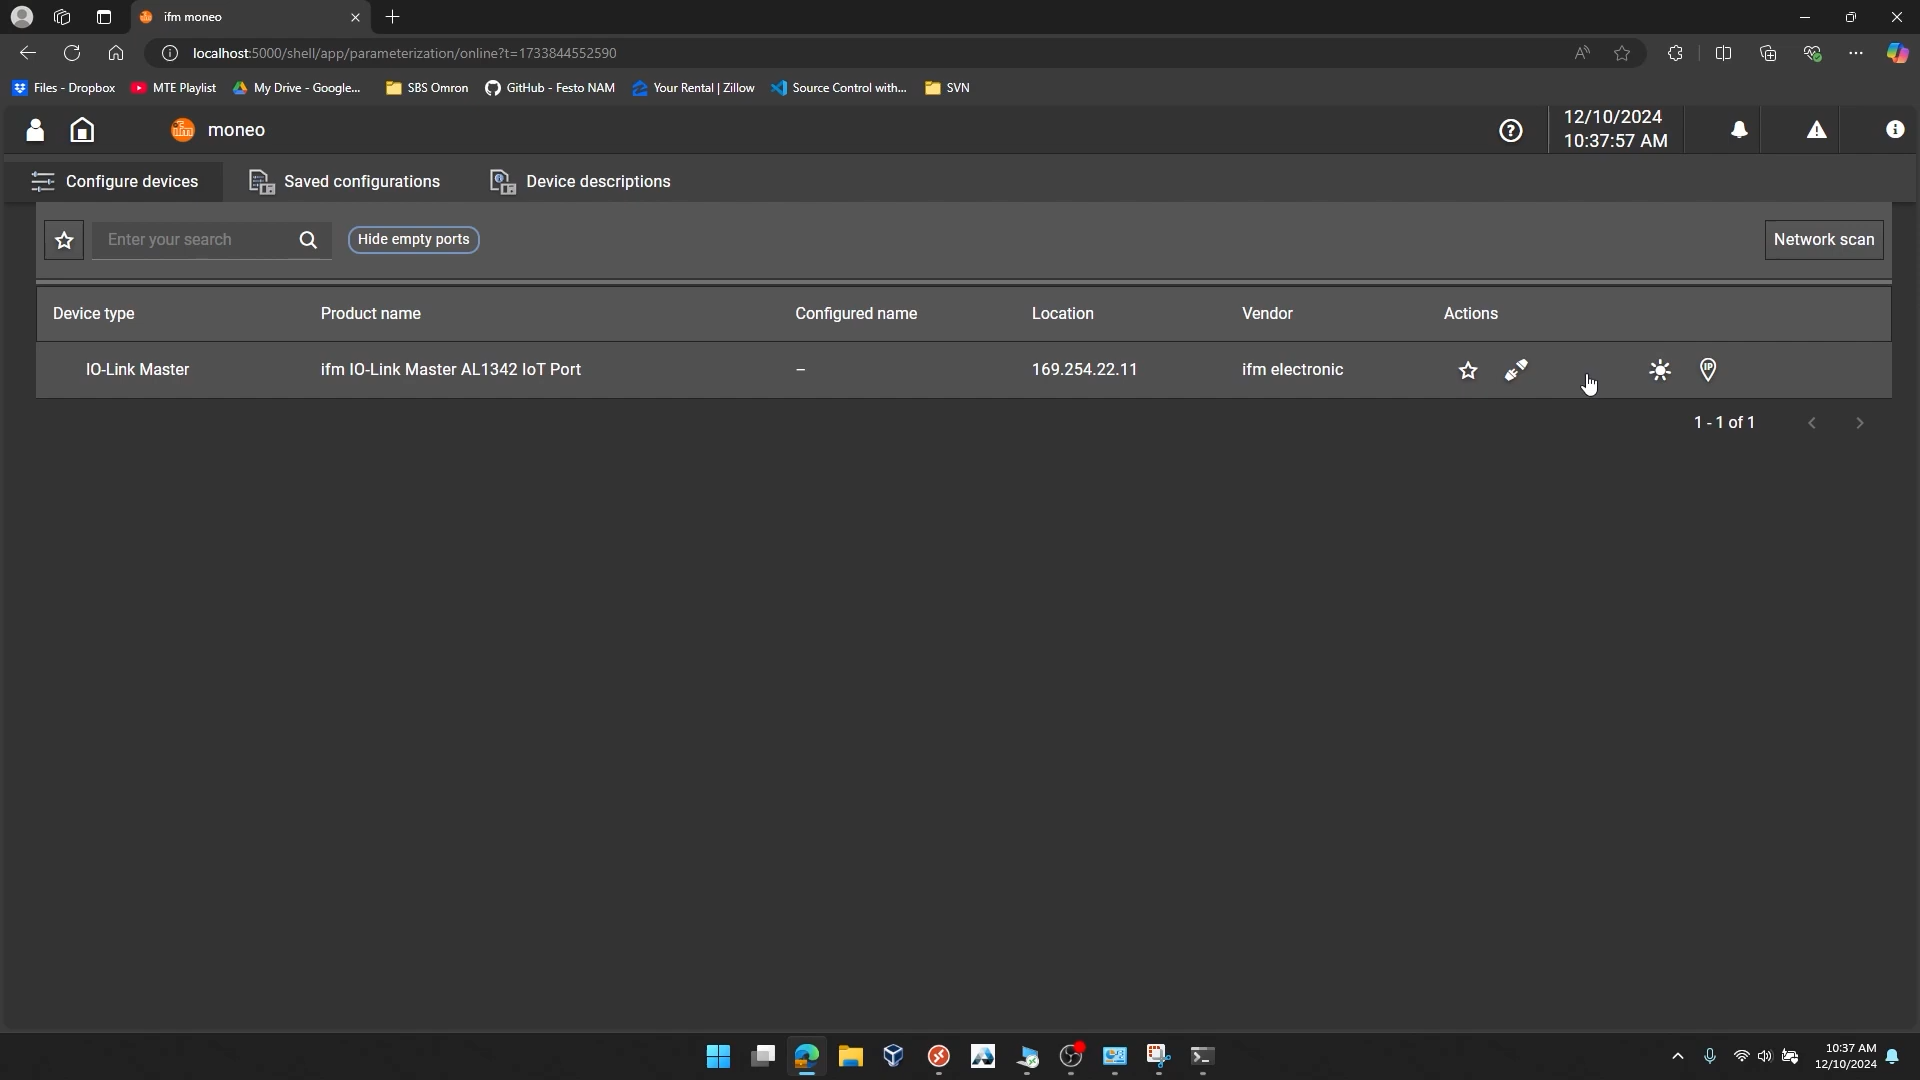 ifm moneo
localhost:5000/shell/app/parameterization/online?t=1733844552590
Files - Dropbox MTE Playlist My Drive - Google... SBS Omron GitHub - Festo NAM Your Rental | Zillow Source Control with... SVN
ifm moneo 12/10/2024
10:37:57 AM
Configure devices Saved configurations Device descriptions
Enter your search Hide empty ports Network scan
Device type Product name Configured name Location Vendor Actions
IO-Link Master ifm IO-Link Master AL1342 IoT Port – 169.254.22.11 ifm electronic IP
1 - 1 of 1
10:37 AM
12/10/2024